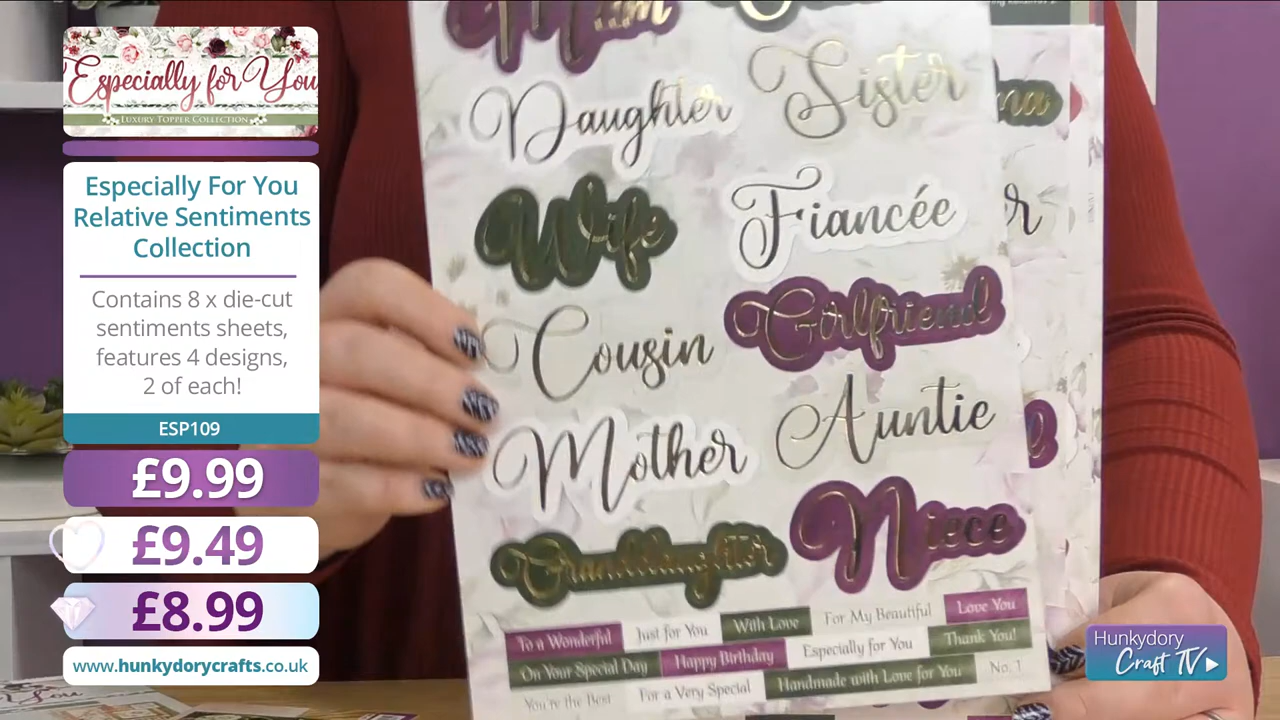 Especially for You
LUXURY TOPPER COLLECTION
Especially For You
Relative Sentiments
Collection
Contains 8 x die-cut
sentiments sheets,
features 4 designs,
2 of each!
ESP109
£9.99
£9.49
£8.99
www.hunkydorycrafts.co.uk
Mum
Daughter
Sister
Wife
Fiancée
Cousin
Girlfriend
Mother
Auntie
Granddaughter
Niece
To a Wonderful
Just for You
With Love
For My Beautiful
Love You
On Your Special Day
Happy Birthday
Especially for You
Thank You!
You're the Best
For a Very Special
Handmade with Love for You
No. 1
Hunkydory
Craft TV